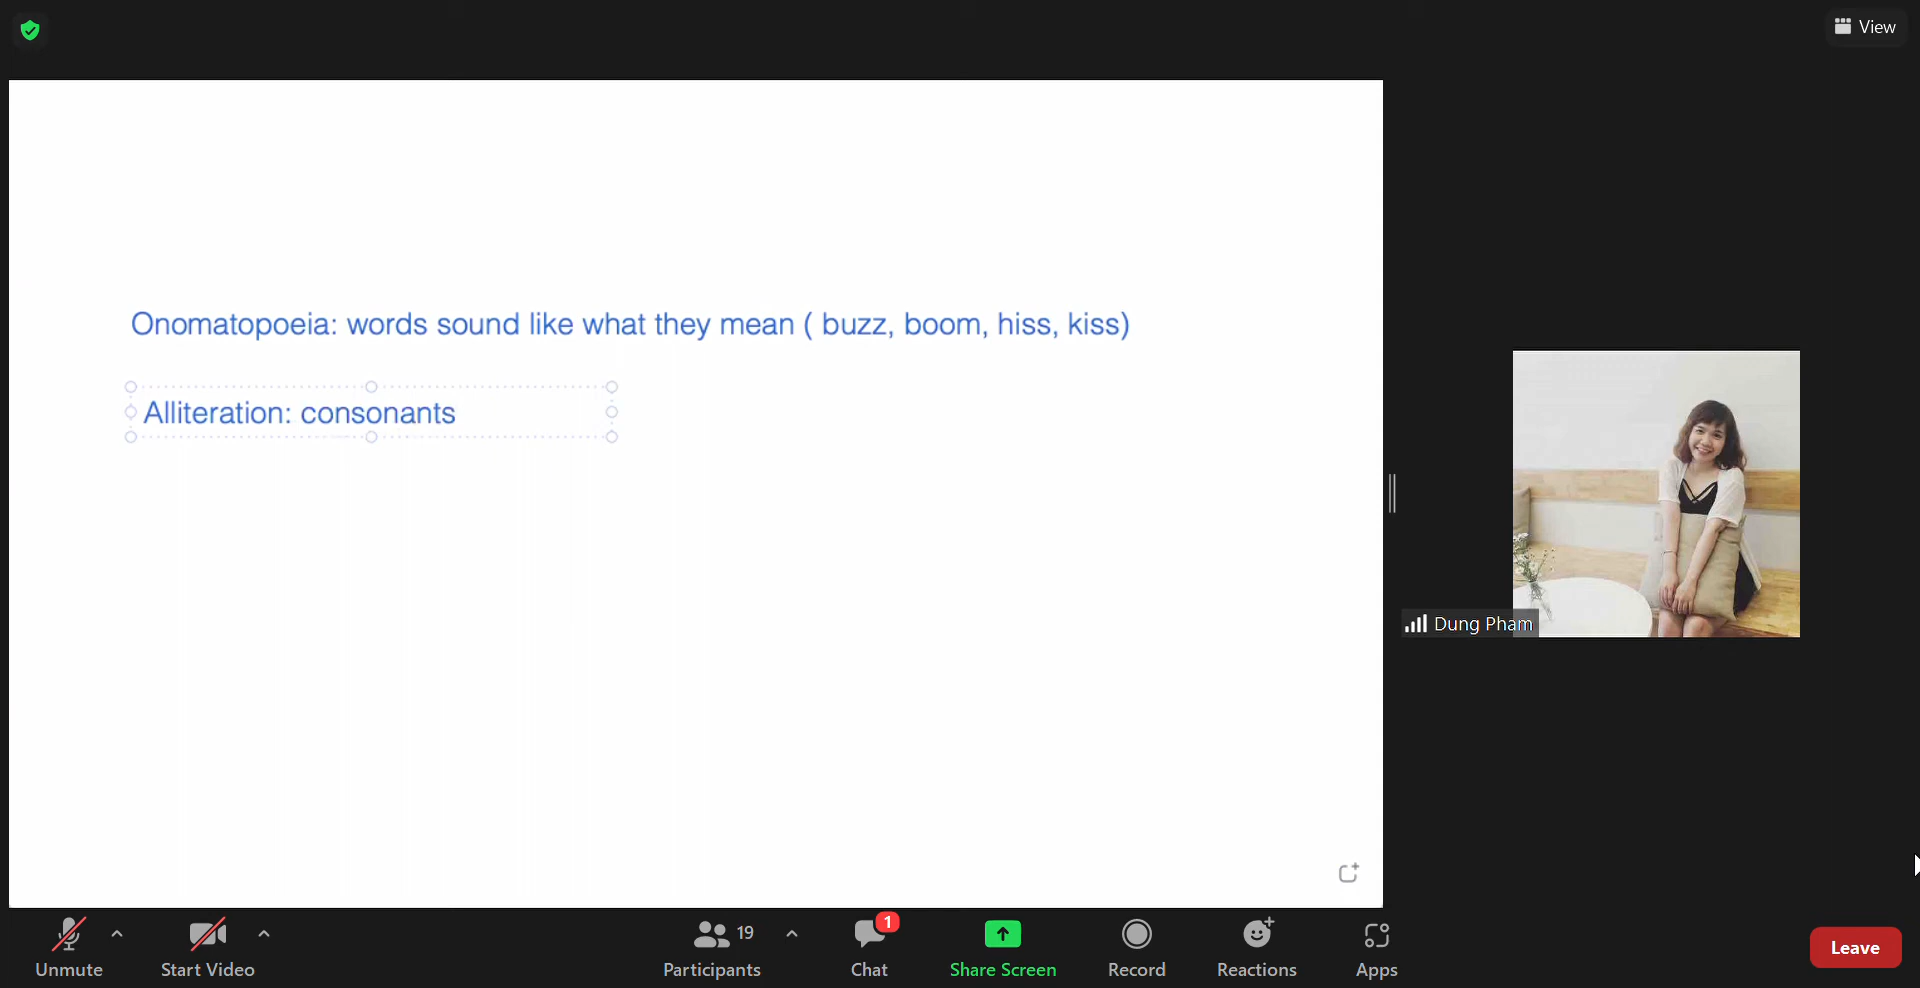 View
Onomatopoeia: words sound like what they mean ( buzz, boom, hiss, kiss)
Alliteration: consonants
Dung Pham
19
1
Unmute
Start Video
Participants
Chat
Share Screen
Record
Reactions
Apps
Leave